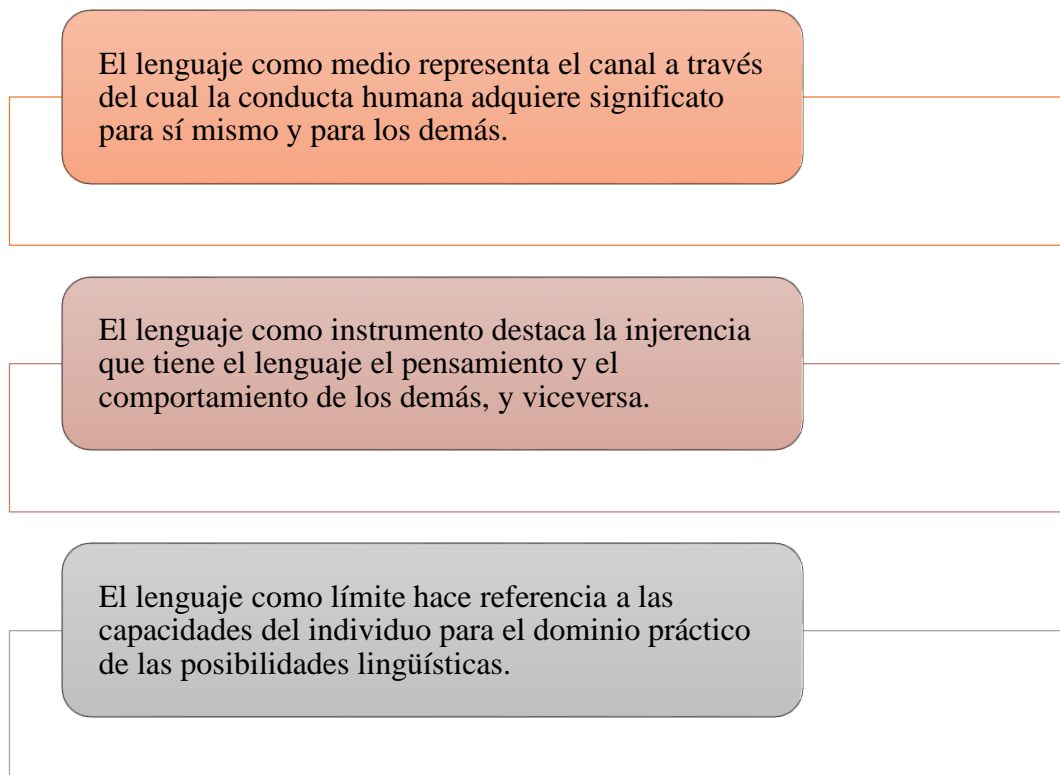 El lenguaje como medio representa el canal a través
del cual la conducta humana adquiere significato
para sí mismo y para los demás.
El lenguaje como instrumento destaca la injerencia
que tiene el lenguaje el pensamiento y el
comportamiento de los demás, y viceversa.
El lenguaje como límite hace referencia a las
capacidades del individuo para el dominio práctico
de las posibilidades lingüísticas.